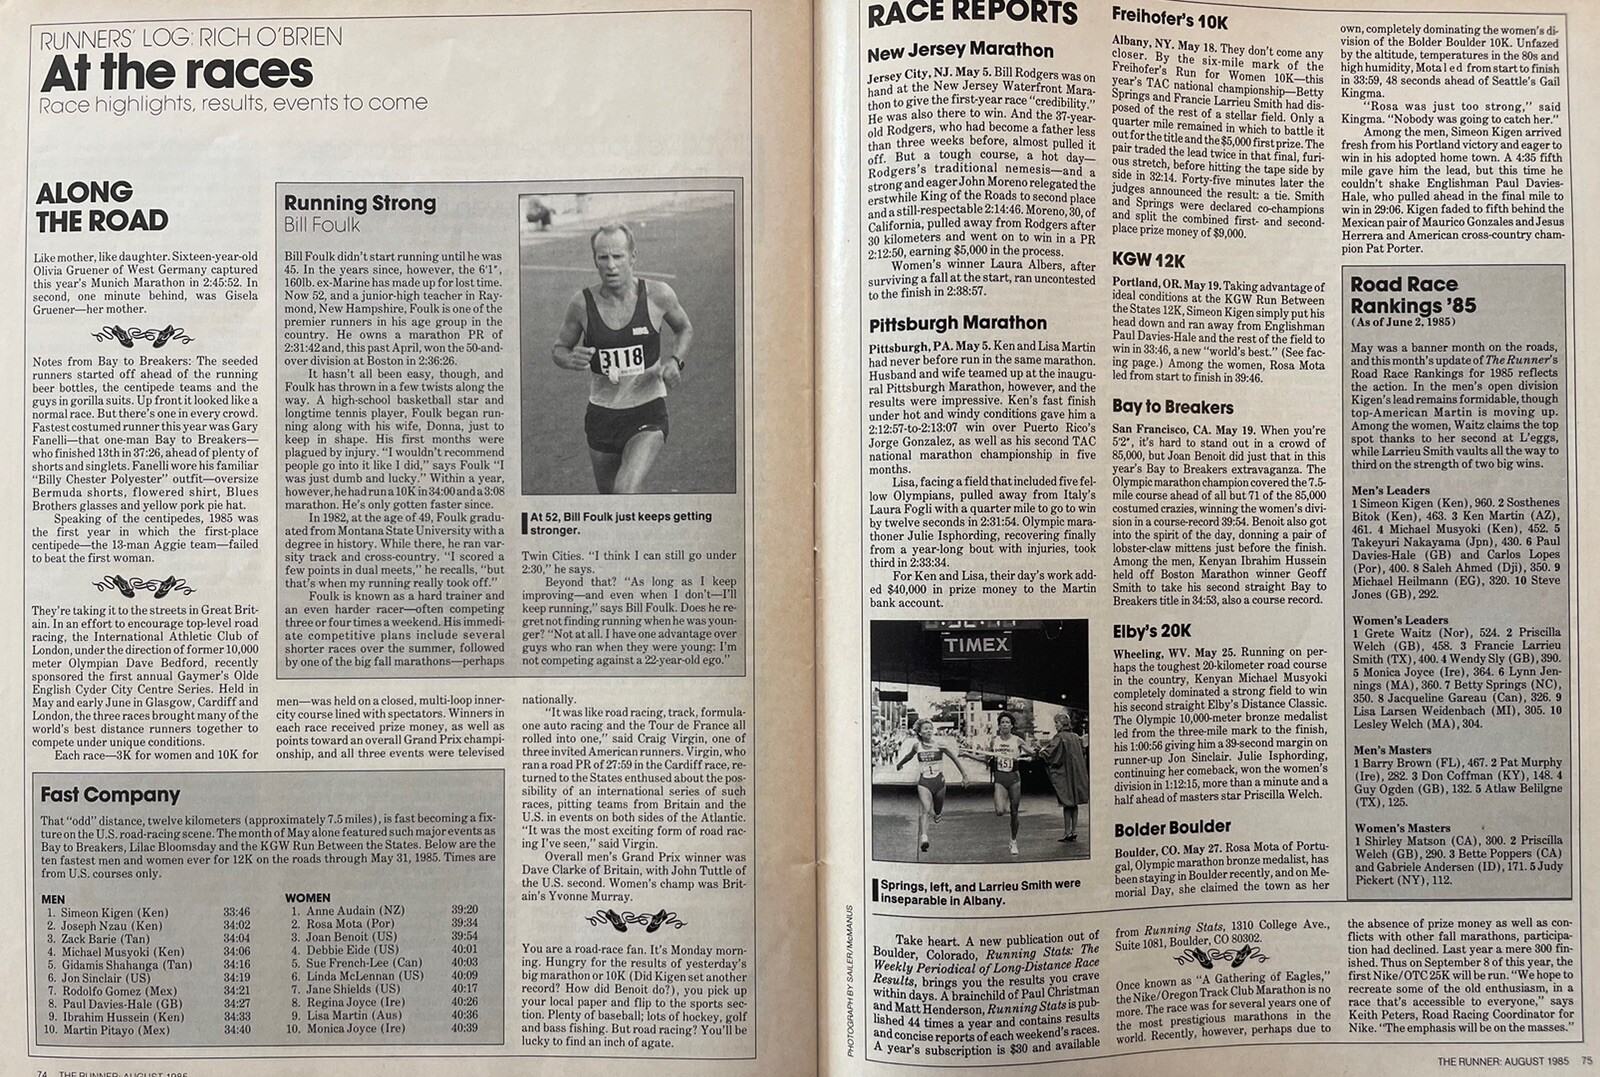 RUNNERS' LOG: RICH O'BRIEN
At the races
Race highlights, results, events to come
ALONG
THE ROAD
Like mother, like daughter. Sixteen-year-old
Olivia Gruener of West Germany captured
this year's Munich Marathon in 2:45:52. In
second, one minute behind, was Gisela
Gruener—her mother.
Notes from Bay to Breakers: The seeded
runners started off ahead of the running
beer bottles, the centipede teams and the
guys in gorilla suits. Up front it looked like a
normal race. But there's one in every crowd.
Fastest costumed runner this year was Gary
Fanelli—that one-man Bay to Breakers—
who finished 13th in 37:26, ahead of plenty of
shorts and singlets. Fanelli wore his familiar
"Billy Chester Polyester" outfit—oversize
Bermuda shorts, flowered shirt, Blues
Brothers glasses and yellow pork pie hat.
Speaking of the centipedes, 1985 was
the first year in which the first-place
centipede—the 13-man Aggie team—failed
to beat the first woman.
They're taking it to the streets in Great Brit-
ain. In an effort to encourage top-level road
racing, the International Athletic Club of
London, under the direction of former 10,000
meter Olympian Dave Bedford, recently
sponsored the first annual Gaymer's Olde
English Cyder City Centre Series. Held in
May and early June in Glasgow, Cardiff and
London, the three races brought many of the
world's best distance runners together to
compete under unique conditions.
Each race—3K for women and 10K for
Running Strong
Bill Foulk
Bill Foulk didn't start running until he was
45. In the years since, however, the 6'1",
160lb. ex-Marine has made up for lost time.
Now 52, and a junior-high teacher in Ray-
mond, New Hampshire, Foulk is one of the
premier runners in his age group in the
country. He owns a marathon PR of
2:31:42 and, this past April, won the 50-and-
over division at Boston in 2:36:26.
It hasn't all been easy, though, and
Foulk has thrown in a few twists along the
way. A high-school basketball star and
longtime tennis player, Foulk began run-
ning along with his wife, Donna, just to
keep in shape. His first months were
plagued by injury. "I wouldn't recommend
people go into it like I did," says Foulk "I
was just dumb and lucky." Within a year,
however, he had run a 10K in 34:00 and a 3:08
marathon. He's only gotten faster since.
In 1982, at the age of 49, Foulk gradu-
ated from Montana State University with a
degree in history. While there, he ran var-
sity track and cross-country. "I scored a
few points in dual meets," he recalls, "but
that's when my running really took off."
Foulk is known as a hard trainer and
an even harder racer—often competing
three or four times a weekend. His immedi-
ate competitive plans include several
shorter races over the summer, followed
by one of the big fall marathons—perhaps
3118
At 52, Bill Foulk just keeps getting
stronger.
Twin Cities. "I think I can still go under
2:30," he says.
Beyond that? "As long as I keep
improving—and even when I don't—I'll
keep running," says Bill Foulk. Does he re-
gret not finding running when he was youn-
ger? "Not at all. I have one advantage over
guys who ran when they were young: I'm
not competing against a 22-year-old ego."
men—was held on a closed, multi-loop inner-
city course lined with spectators. Winners in
each race received prize money, as well as
points toward an overall Grand Prix champi-
onship, and all three events were televised
nationally.
"It was like road racing, track, formula-
one auto racing and the Tour de France all
rolled into one," said Craig Virgin, one of
three invited American runners. Virgin, who
ran a road PR of 27:59 in the Cardiff race, re-
turned to the States enthused about the pos-
sibility of an international series of such
races, pitting teams from Britain and the
U.S. in events on both sides of the Atlantic.
"It was the most exciting form of road rac-
ing I've seen," said Virgin.
Overall men's Grand Prix winner was
Dave Clarke of Britain, with John Tuttle of
the U.S. second. Women's champ was Brit-
ain's Yvonne Murray.
You are a road-race fan. It's Monday morn-
ing. Hungry for the results of yesterday's
big marathon or 10K (Did Kigen set another
record? How did Benoit do?), you pick up
your local paper and flip to the sports sec-
tion. Plenty of baseball; lots of hockey, golf
and bass fishing. But road racing? You'll be
lucky to find an inch of agate.
Fast Company
That "odd" distance, twelve kilometers (approximately 7.5 miles), is fast becoming a fix-
ture on the U.S. road-racing scene. The month of May alone featured such major events as
Bay to Breakers, Lilac Bloomsday and the KGW Run Between the States. Below are the
ten fastest men and women ever for 12K on the roads through May 31, 1985. Times are
from U.S. courses only.
MEN
1. Simeon Kigen (Ken) 33:46
2. Joseph Nzau (Ken) 34:02
3. Zack Barie (Tan) 34:04
4. Michael Musyoki (Ken) 34:06
5. Gidamis Shahanga (Tan) 34:16
6. Jon Sinclair (US) 34:19
7. Rodolfo Gomez (Mex) 34:21
8. Paul Davies-Hale (GB) 34:27
9. Ibrahim Hussein (Ken) 34:33
10. Martin Pitayo (Mex) 34:40
WOMEN
1. Anne Audain (NZ) 39:20
2. Rosa Mota (Por) 39:34
3. Joan Benoit (US) 39:54
4. Debbie Eide (US) 40:01
5. Sue French-Lee (Can) 40:03
6. Linda McLennan (US) 40:09
7. Jane Shields (US) 40:17
8. Regina Joyce (Ire) 40:26
9. Lisa Martin (Aus) 40:36
10. Monica Joyce (Ire) 40:39
74 THE RUNNER: AUGUST 1985
RACE REPORTS
New Jersey Marathon
Jersey City, NJ. May 5. Bill Rodgers was on
hand at the New Jersey Waterfront Mara-
thon to give the first-year race "credibility."
He was also there to win. And the 37-year-
old Rodgers, who had become a father less
than three weeks before, almost pulled it
off. But a tough course, a hot day—
Rodgers's traditional nemesis—and a
strong and eager John Moreno relegated the
erstwhile King of the Roads to second place
and a still-respectable 2:14:46. Moreno, 30, of
California, pulled away from Rodgers after
30 kilometers and went on to win in a PR
2:12:50, earning $5,000 in the process.
Women's winner Laura Albers, after
surviving a fall at the start, ran uncontested
to the finish in 2:38:57.
Pittsburgh Marathon
Pittsburgh, PA. May 5. Ken and Lisa Martin
had never before run in the same marathon.
Husband and wife teamed up at the inaugu-
ral Pittsburgh Marathon, however, and the
results were impressive. Ken's fast finish
under hot and windy conditions gave him a
2:12:57-to-2:13:07 win over Puerto Rico's
Jorge Gonzalez, as well as his second TAC
national marathon championship in five
months.
Lisa, facing a field that included five fel-
low Olympians, pulled away from Italy's
Laura Fogli with a quarter mile to go to win
by twelve seconds in 2:31:54. Olympic mara-
thoner Julie Isphording, recovering finally
from a year-long bout with injuries, took
third in 2:33:34.
For Ken and Lisa, their day's work add-
ed $40,000 in prize money to the Martin
bank account.
TIMEX
1
451
Springs, left, and Larrieu Smith were
inseparable in Albany.
PHOTOGRAPH BY SAILER/McMANUS
Freihofer's 10K
Albany, NY. May 18. They don't come any
closer. By the six-mile mark of the
Freihofer's Run for Women 10K—this
year's TAC national championship—Betty
Springs and Francie Larrieu Smith had dis-
posed of the rest of a stellar field. Only a
quarter mile remained in which to battle it
out for the title and the $5,000 first prize. The
pair traded the lead twice in that final, furi-
ous stretch, before hitting the tape side by
side in 32:14. Forty-five minutes later the
judges announced the result: a tie. Smith
and Springs were declared co-champions
and split the combined first- and second-
place prize money of $9,000.
KGW 12K
Portland, OR. May 19. Taking advantage of
ideal conditions at the KGW Run Between
the States 12K, Simeon Kigen simply put his
head down and ran away from Englishman
Paul Davies-Hale and the rest of the field to
win in 33:46, a new "world's best." (See fac-
ing page.) Among the women, Rosa Mota
led from start to finish in 39:46.
Bay to Breakers
San Francisco, CA. May 19. When you're
5'2", it's hard to stand out in a crowd of
85,000, but Joan Benoit did just that in this
year's Bay to Breakers extravaganza. The
Olympic marathon champion covered the 7.5-
mile course ahead of all but 71 of the 85,000
costumed crazies, winning the women's divi-
sion in a course-record 39:54. Benoit also got
into the spirit of the day, donning a pair of
lobster-claw mittens just before the finish.
Among the men, Kenyan Ibrahim Hussein
held off Boston Marathon winner Geoff
Smith to take his second straight Bay to
Breakers title in 34:53, also a course record.
Elby's 20K
Wheeling, WV. May 25. Running on per-
haps the toughest 20-kilometer road course
in the country, Kenyan Michael Musyoki
completely dominated a strong field to win
his second straight Elby's Distance Classic.
The Olympic 10,000-meter bronze medalist
led from the three-mile mark to the finish,
his 1:00:56 giving him a 39-second margin on
runner-up Jon Sinclair. Julie Isphording,
continuing her comeback, won the women's
division in 1:12:15, more than a minute and a
half ahead of masters star Priscilla Welch.
Bolder Boulder
Boulder, CO. May 27. Rosa Mota of Portu-
gal, Olympic marathon bronze medalist, has
been staying in Boulder recently, and on Me-
morial Day, she claimed the town as her
own, completely dominating the women's di-
vision of the Bolder Boulder 10K. Unfazed
by the altitude, temperatures in the 80s and
high humidity, Mota l e d from start to finish
in 33:59, 48 seconds ahead of Seattle's Gail
Kingma.
"Rosa was just too strong," said
Kingma. "Nobody was going to catch her."
Among the men, Simeon Kigen arrived
fresh from his Portland victory and eager to
win in his adopted home town. A 4:35 fifth
mile gave him the lead, but this time he
couldn't shake Englishman Paul Davies-
Hale, who pulled ahead in the final mile to
win in 29:06. Kigen faded to fifth behind the
Mexican pair of Maurico Gonzales and Jesus
Herrera and American cross-country cham-
pion Pat Porter.
Road Race
Rankings '85
(As of June 2, 1985)
May was a banner month on the roads,
and this month's update of The Runner's
Road Race Rankings for 1985 reflects
the action. In the men's open division
Kigen's lead remains formidable, though
top-American Martin is moving up.
Among the women, Waitz claims the top
spot thanks to her second at L'eggs,
while Larrieu Smith vaults all the way to
third on the strength of two big wins.
Men's Leaders
1 Simeon Kigen (Ken), 960. 2 Sosthenes
Bitok (Ken), 463. 3 Ken Martin (AZ),
461. 4 Michael Musyoki (Ken), 452. 5
Takeyuri Nakayama (Jpn), 430. 6 Paul
Davies-Hale (GB) and Carlos Lopes
(Por), 400. 8 Saleh Ahmed (Dji), 350. 9
Michael Heilmann (EG), 320. 10 Steve
Jones (GB), 292.
Women's Leaders
1 Grete Waitz (Nor), 524. 2 Priscilla
Welch (GB), 458. 3 Francie Larrieu
Smith (TX), 400. 4 Wendy Sly (GB), 390.
5 Monica Joyce (Ire), 364. 6 Lynn Jen-
nings (MA), 360. 7 Betty Springs (NC),
350. 8 Jacqueline Gareau (Can), 326. 9
Lisa Larsen Weidenbach (MI), 305. 10
Lesley Welch (MA), 304.
Men's Masters
1 Barry Brown (FL), 467. 2 Pat Murphy
(Ire), 282. 3 Don Coffman (KY), 148. 4
Guy Ogden (GB), 132. 5 Atlaw Belilgne
(TX), 125.
Women's Masters
1 Shirley Matson (CA), 300. 2 Priscilla
Welch (GB), 290. 3 Bette Poppers (CA)
and Gabriele Andersen (ID), 171. 5 Judy
Pickert (NY), 112.
Take heart. A new publication out of
Boulder, Colorado, Running Stats: The
Weekly Periodical of Long-Distance Race
Results, brings you the results you crave
within days. A brainchild of Paul Christman
and Matt Henderson, Running Stats is pub-
lished 44 times a year and contains results
and concise reports of each weekend's races.
A year's subscription is $30 and available
from Running Stats, 1310 College Ave.,
Suite 1081, Boulder, CO 80302.
Once known as "A Gathering of Eagles,"
the Nike/Oregon Track Club Marathon is no
more. The race was for several years one of
the most prestigious marathons in the
world. Recently, however, perhaps due to
the absence of prize money as well as con-
flicts with other fall marathons, participa-
tion had declined. Last year a mere 300 fin-
ished. Thus on September 8 of this year, the
first Nike/OTC 25K will be run. "We hope to
recreate some of the old enthusiasm, in a
race that's accessible to everyone," says
Keith Peters, Road Racing Coordinator for
Nike. "The emphasis will be on the masses."
THE RUNNER: AUGUST 1985 75